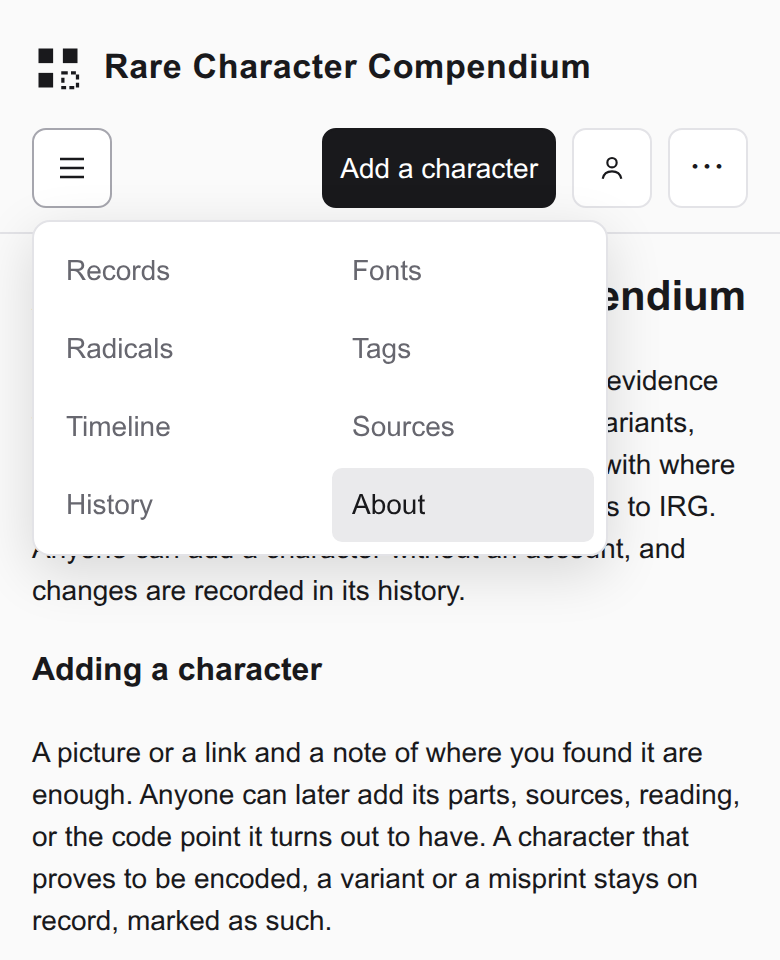 Rare Character Compendium
Add a character
Records
Fonts
Radicals
Tags
Timeline
Sources
History
About
endium
evidence
ariants,
with where
s to IRG.
and
changes are recorded in its history.
Adding a character
A picture or a link and a note of where you found it are
enough. Anyone can later add its parts, sources, reading,
or the code point it turns out to have. A character that
proves to be encoded, a variant or a misprint stays on
record, marked as such.